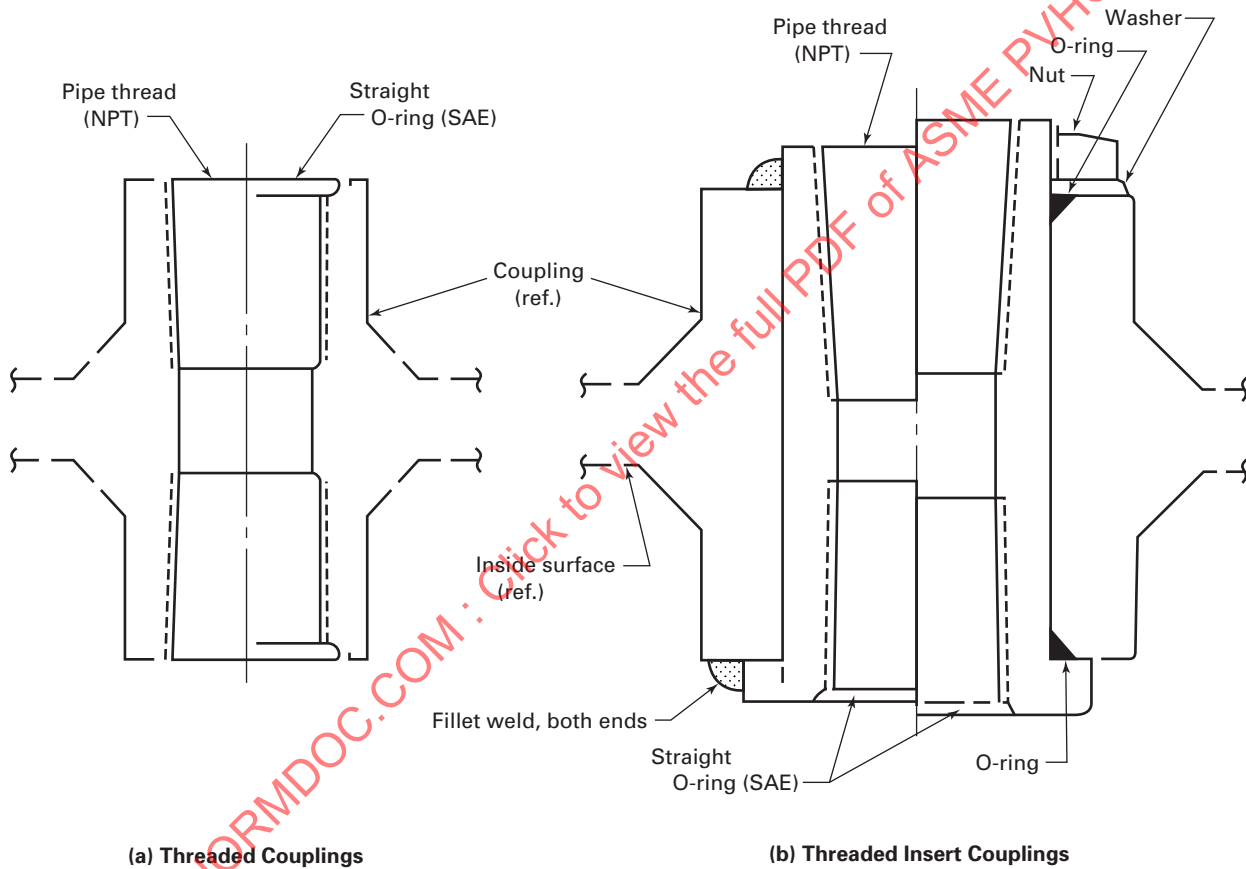 Pipe thread
(NPT)
Straight
O-ring (SAE)
Pipe thread
(NPT)
Washer
O-ring
Nut
Coupling
(ref.)
Inside surface
(ref.)
Fillet weld, both ends
Straight
O-ring (SAE)
O-ring
(a) Threaded Couplings
(b) Threaded Insert Couplings
ORMDOC.COM : Click to view the full PDF of ASME PVHO